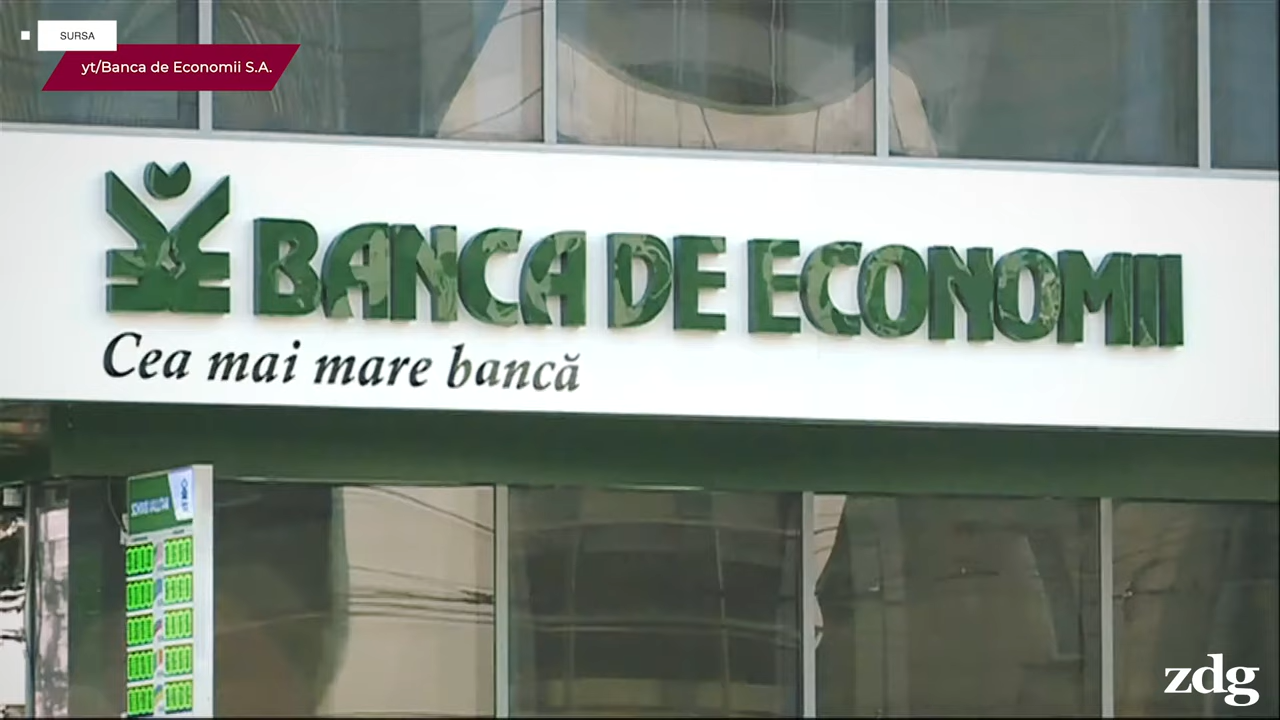 SURSA
yt/Banca de Economii S.A.
BANCA DE ECONOMII
Cea mai mare bancă
zdg